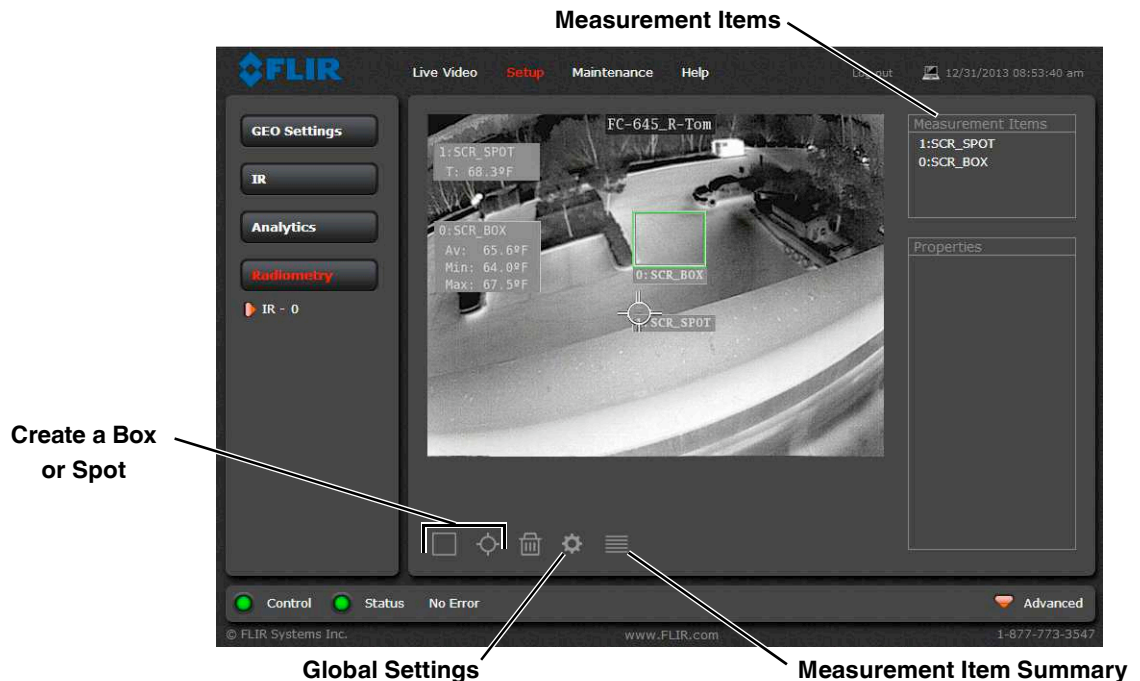 Measurement Items
FLIR
Live Video Setup Maintenance Help Log out 12/31/2013 08:53:40 am
GEO Settings
IR
Analytics
Radiometry
IR - 0
FC-645_R-Tom
1:SCR_SPOT
T: 68.3ºF
0:SCR_BOX
Av: 65.6ºF
Min: 64.0ºF
Max: 67.5ºF
0:SCR_BOX
1:SCR_SPOT
Measurement Items
1:SCR_SPOT
0:SCR_BOX
Properties
Create a Box
or Spot
Control Status No Error Advanced
© FLIR Systems Inc. www.FLIR.com 1-877-773-3547
Global Settings
Measurement Item Summary